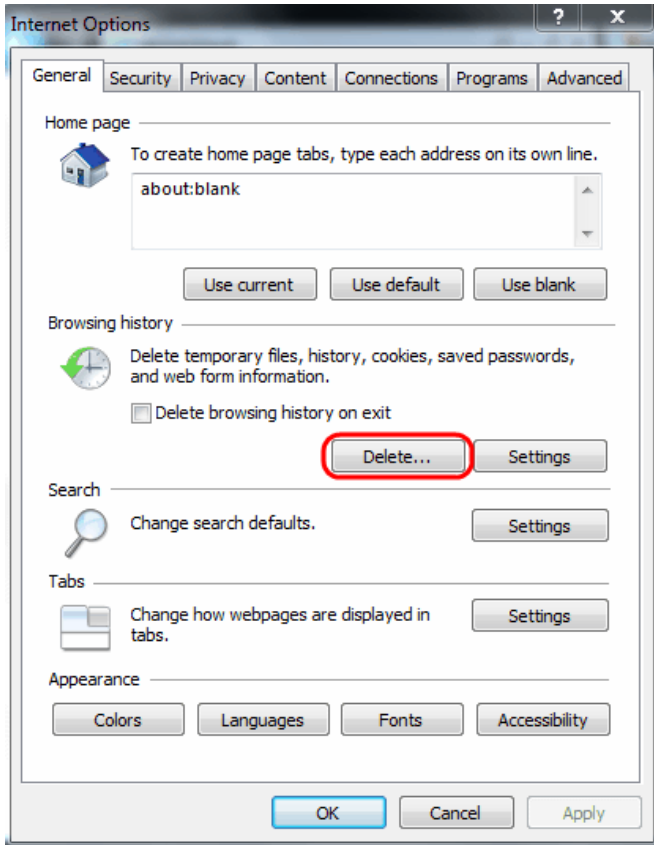 Internet Options
? X
General Security Privacy Content Connections Programs Advanced
Home page
To create home page tabs, type each address on its own line.
about:blank
Use current Use default Use blank
Browsing history
Delete temporary files, history, cookies, saved passwords,
and web form information.
Delete browsing history on exit
Delete... Settings
Search
Change search defaults. Settings
Tabs
Change how webpages are displayed in
tabs.
Settings
Appearance
Colors Languages Fonts Accessibility
OK Cancel Apply